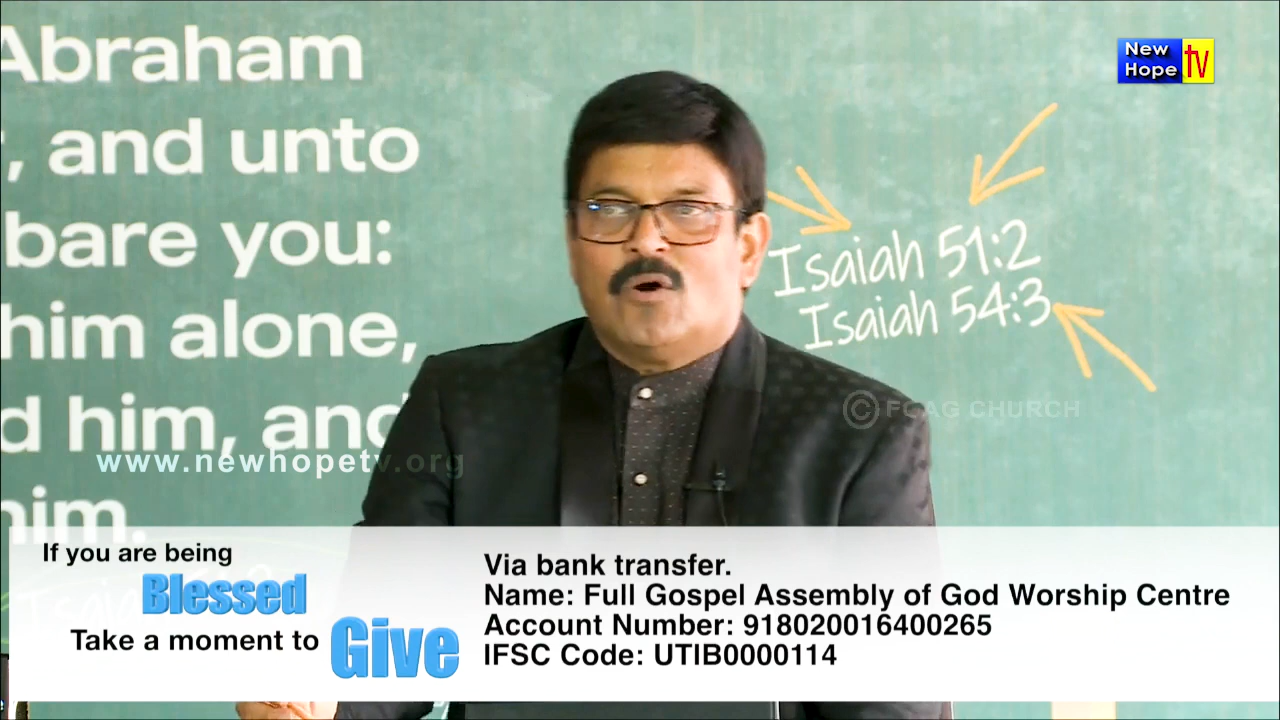 Abraham
, and unto
bare you:
him alone,
d him, and
him.
New
Hope TV
Isaiah 51:2
Isaiah 54:3
© FGAG CHURCH
www.newhopetv.org
If you are being
Blessed
Take a moment to
Give
Via bank transfer.
Name: Full Gospel Assembly of God Worship Centre
Account Number: 918020016400265
IFSC Code: UTIB0000114